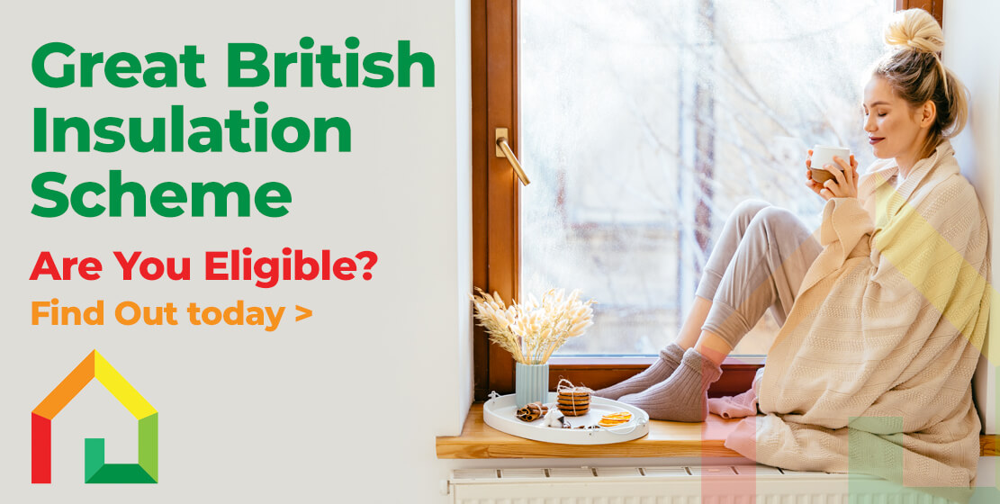 Great British
Insulation
Scheme
Are You Eligible?
Find Out today >